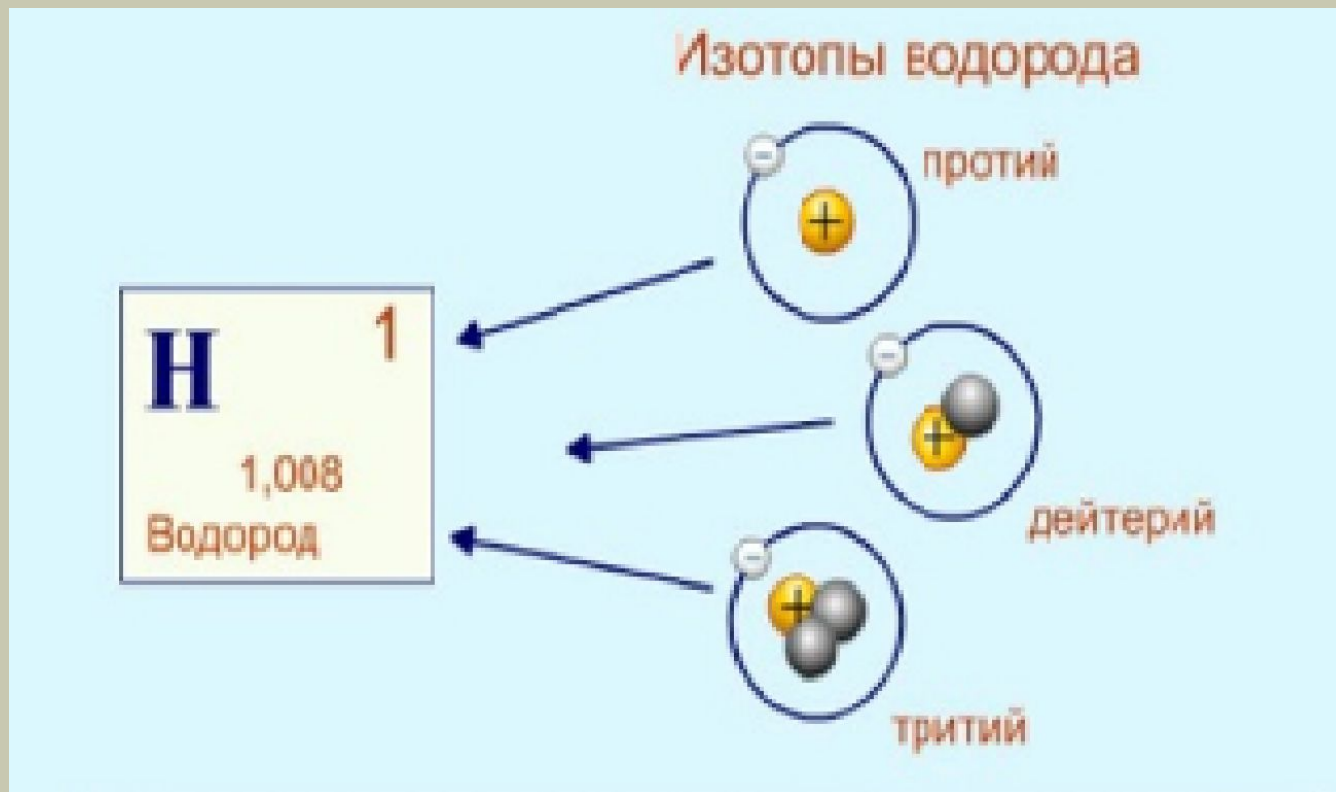 Изотопы водорода
протий
H 1
1,008
Водород
дейтерий
тритий